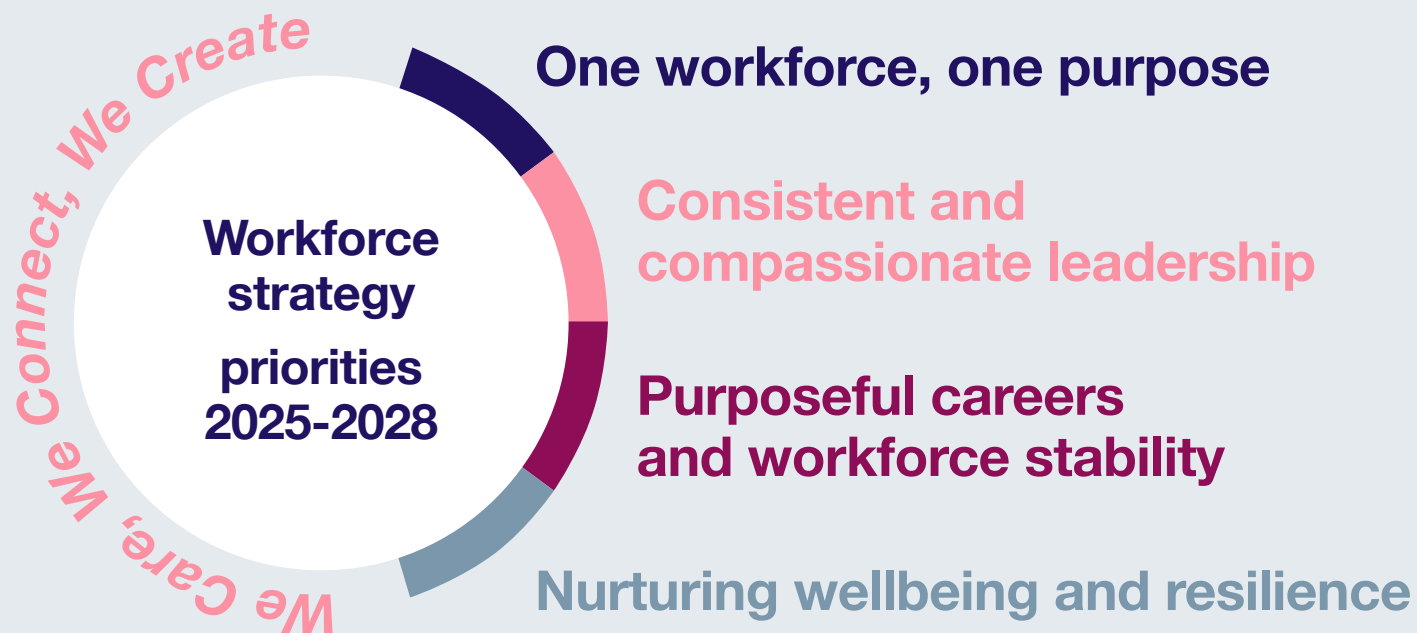 We Care, We Connect, We Create
Workforce
strategy
priorities
2025-2028
One workforce, one purpose
Consistent and
compassionate leadership
Purposeful careers
and workforce stability
Nurturing wellbeing and resilience